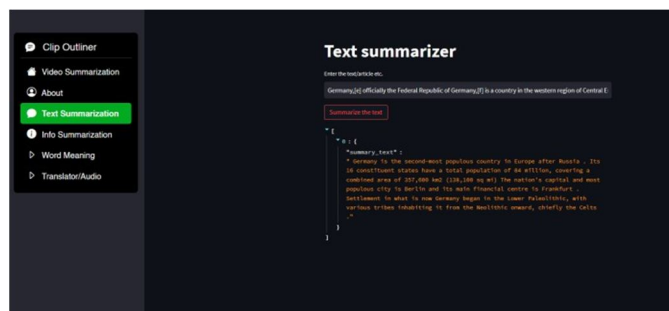 Clip Outliner
Video Summarization
About
Text Summarization
Info Summarization
Word Meaning
Translator/Audio
Text summarizer
Enter the text/article etc.
Germany,[e] officially the Federal Republic of Germany,[f] is a country in the western region of Central E
Summarize the text
[
0 : {
"summary_text" :
" Germany is the second-most populous country in Europe after Russia . Its
16 constituent states have a total population of 84 million, covering a
combined area of 357,600 km2 (138,100 sq mi) The nation's capital and most
populous city is Berlin and its main financial centre is Frankfurt .
Settlement in what is now Germany began in the Lower Paleolithic, with
various tribes inhabiting it from the Neolithic onward, chiefly the Celts
."
}
]